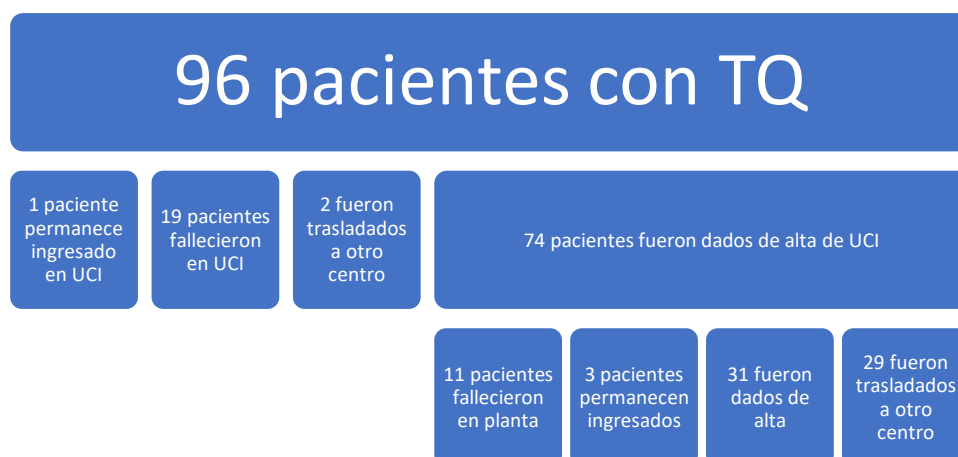 96 pacientes con TQ
1 paciente
permanece
ingresado
en UCI
19 pacientes
fallecieron
en UCI
2 fueron
trasladados
a otro
centro
74 pacientes fueron dados de alta de UCI
11 pacientes
fallecieron
en planta
3 pacientes
permanecen
ingresados
31 fueron
dados de
alta
29 fueron
trasladados
a otro
centro